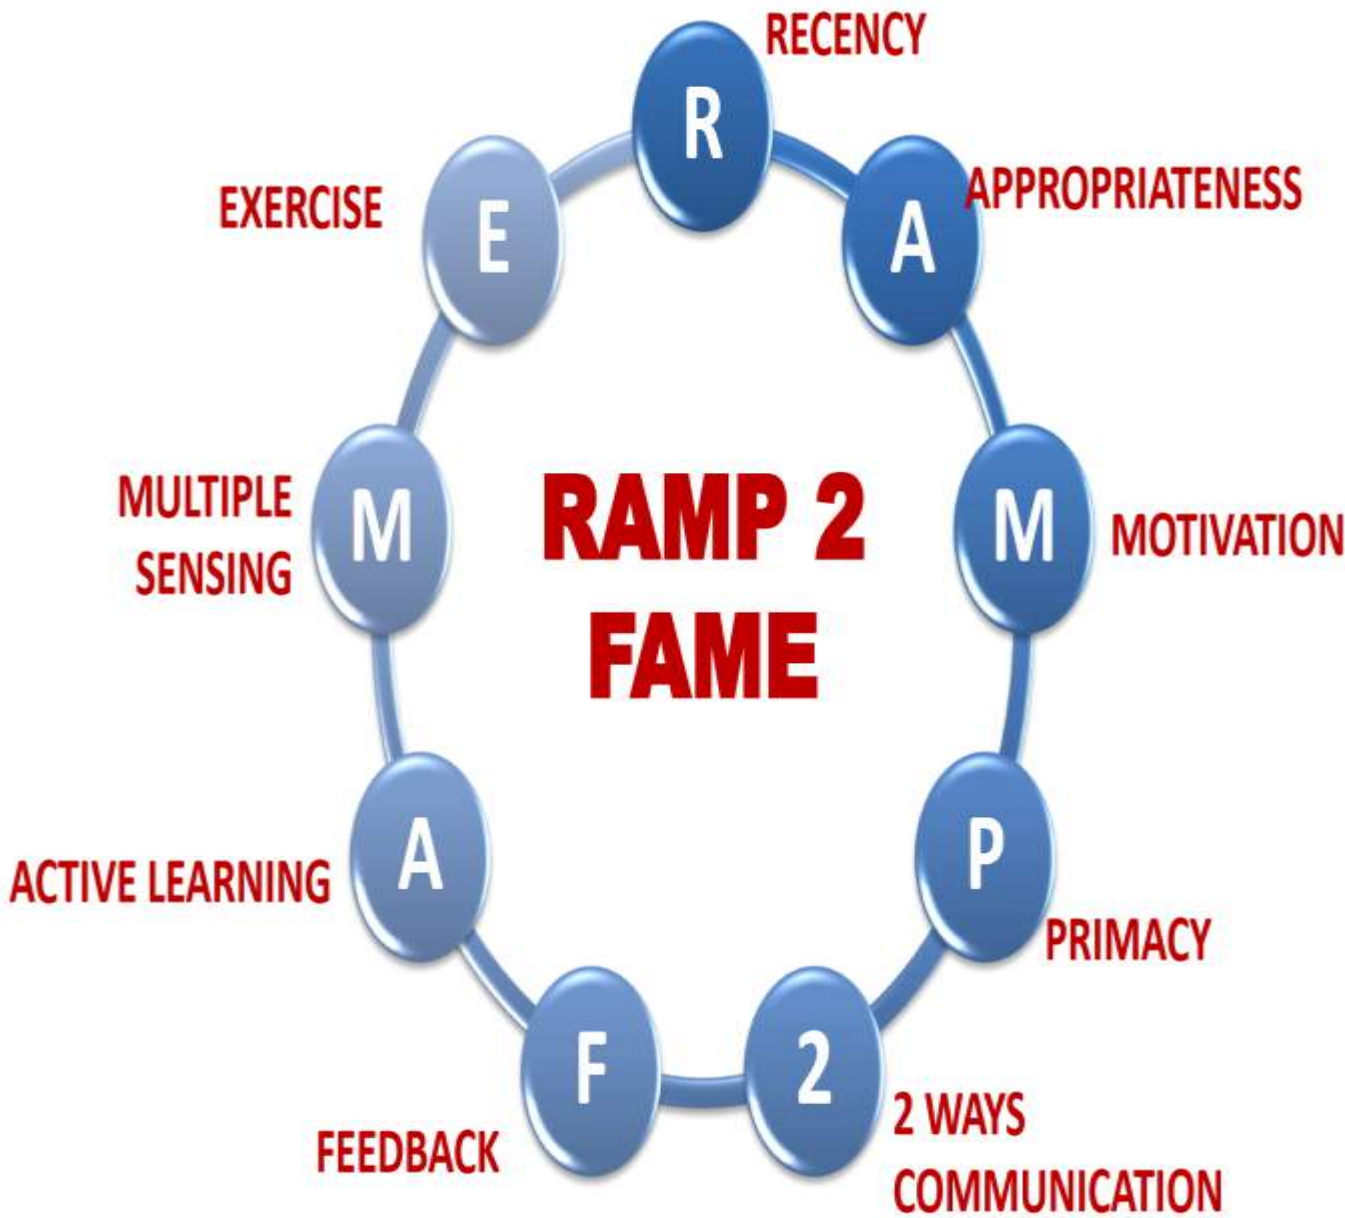 RECENCY
R
APPROPRIATENESS
A
MOTIVATION
M
PRIMACY
P
2 WAYS
COMMUNICATION
2
FEEDBACK
F
ACTIVE LEARNING
A
MULTIPLE
SENSING
M
EXERCISE
E
RAMP 2
FAME